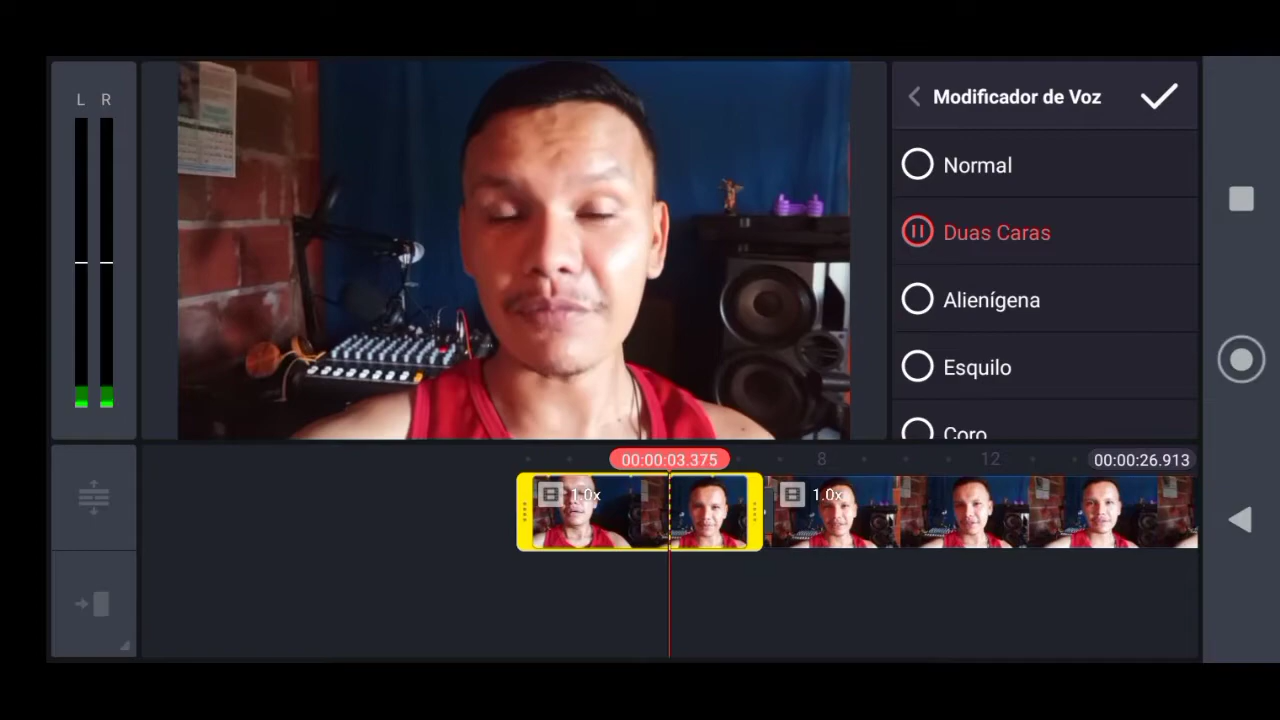 L R
Modificador de Voz
Normal
Duas Caras
Alienígena
Esquilo
Coro
00:00:03.375
8
12
00:00:26.913
1.0x
1.0x